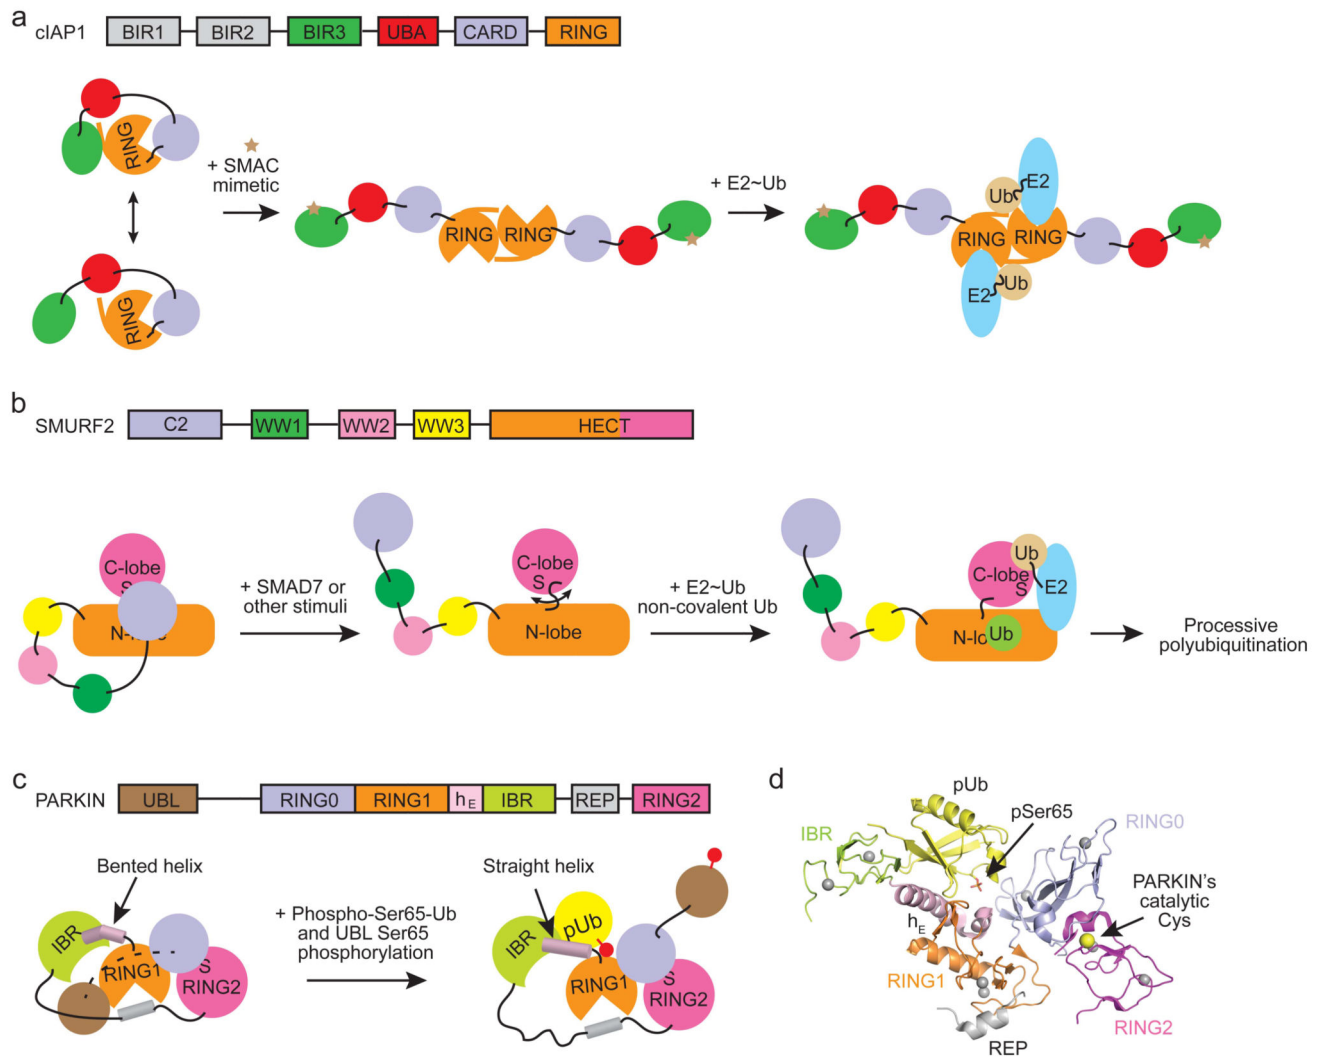 a
cIAP1
BIR1 BIR2 BIR3 UBA CARD RING
RING
RING
+ SMAC
mimetic
RING RING
+ E2~Ub
Ub E2
RING RING
E2 Ub
b
SMURF2
C2 WW1 WW2 WW3 HECT
C-lobe
S
+ SMAD7 or
other stimuli
C-lobe
S
N-lobe
+ E2~Ub
non-covalent Ub
Ub
C-lobe
S E2
N-lo Ub
Processive
polyubiquitination
c
PARKIN
UBL RING0 RING1 hE IBR REP RING2
Bented helix
IBR
RING1
S
RING2
+ Phospho-Ser65-Ub
and UBL Ser65
phosphorylation
Straight helix
IBR
pUb
RING1
S
RING2
d
pUb
pSer65
IBR
RING0
PARKIN's
catalytic
Cys
hE
RING1
RING2
REP